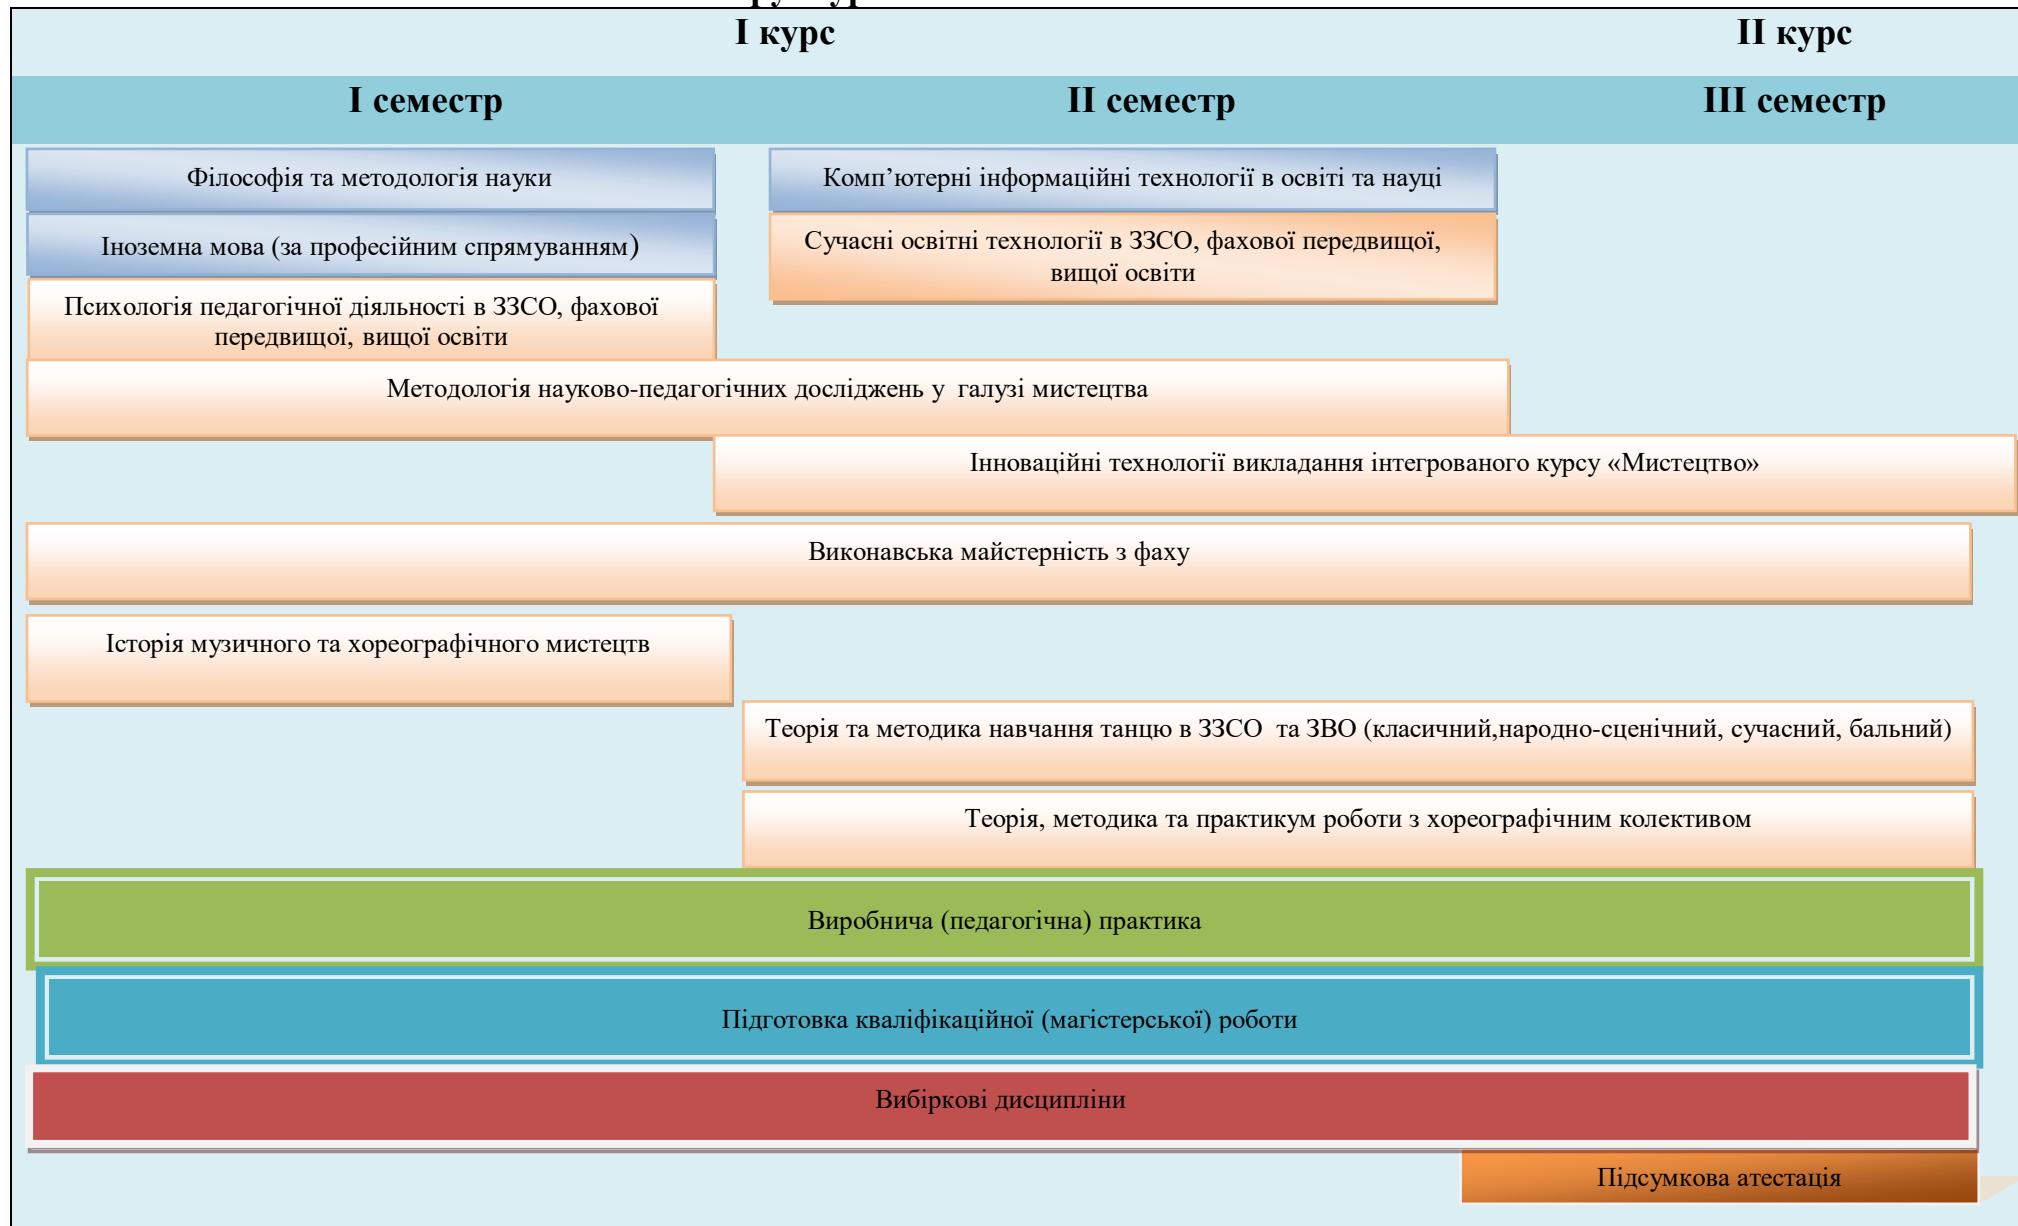 І курс
ІІ курс
І семестр
ІІ семестр
ІІІ семестр
Філософія та методологія науки
Комп’ютерні інформаційні технології в освіті та науці
Іноземна мова (за професійним спрямуванням)
Сучасні освітні технології в ЗЗСО, фахової передвищої,
вищої освіти
Психологія педагогічної діяльності в ЗЗСО, фахової
передвищої, вищої освіти
Методологія науково-педагогічних досліджень у  галузі мистецтва
Інноваційні технології викладання інтегрованого курсу «Мистецтво»
Виконавська майстерність з фаху
Історія музичного та хореографічного мистецтв
Теорія та методика навчання танцю в ЗЗСО  та ЗВО (класичний,народно-сценічний, сучасний, бальний)
Теорія, методика та практикум роботи з хореографічним колективом
Виробнича (педагогічна) практика
Підготовка кваліфікаційної (магістерської) роботи
Вибіркові дисципліни
Підсумкова атестація